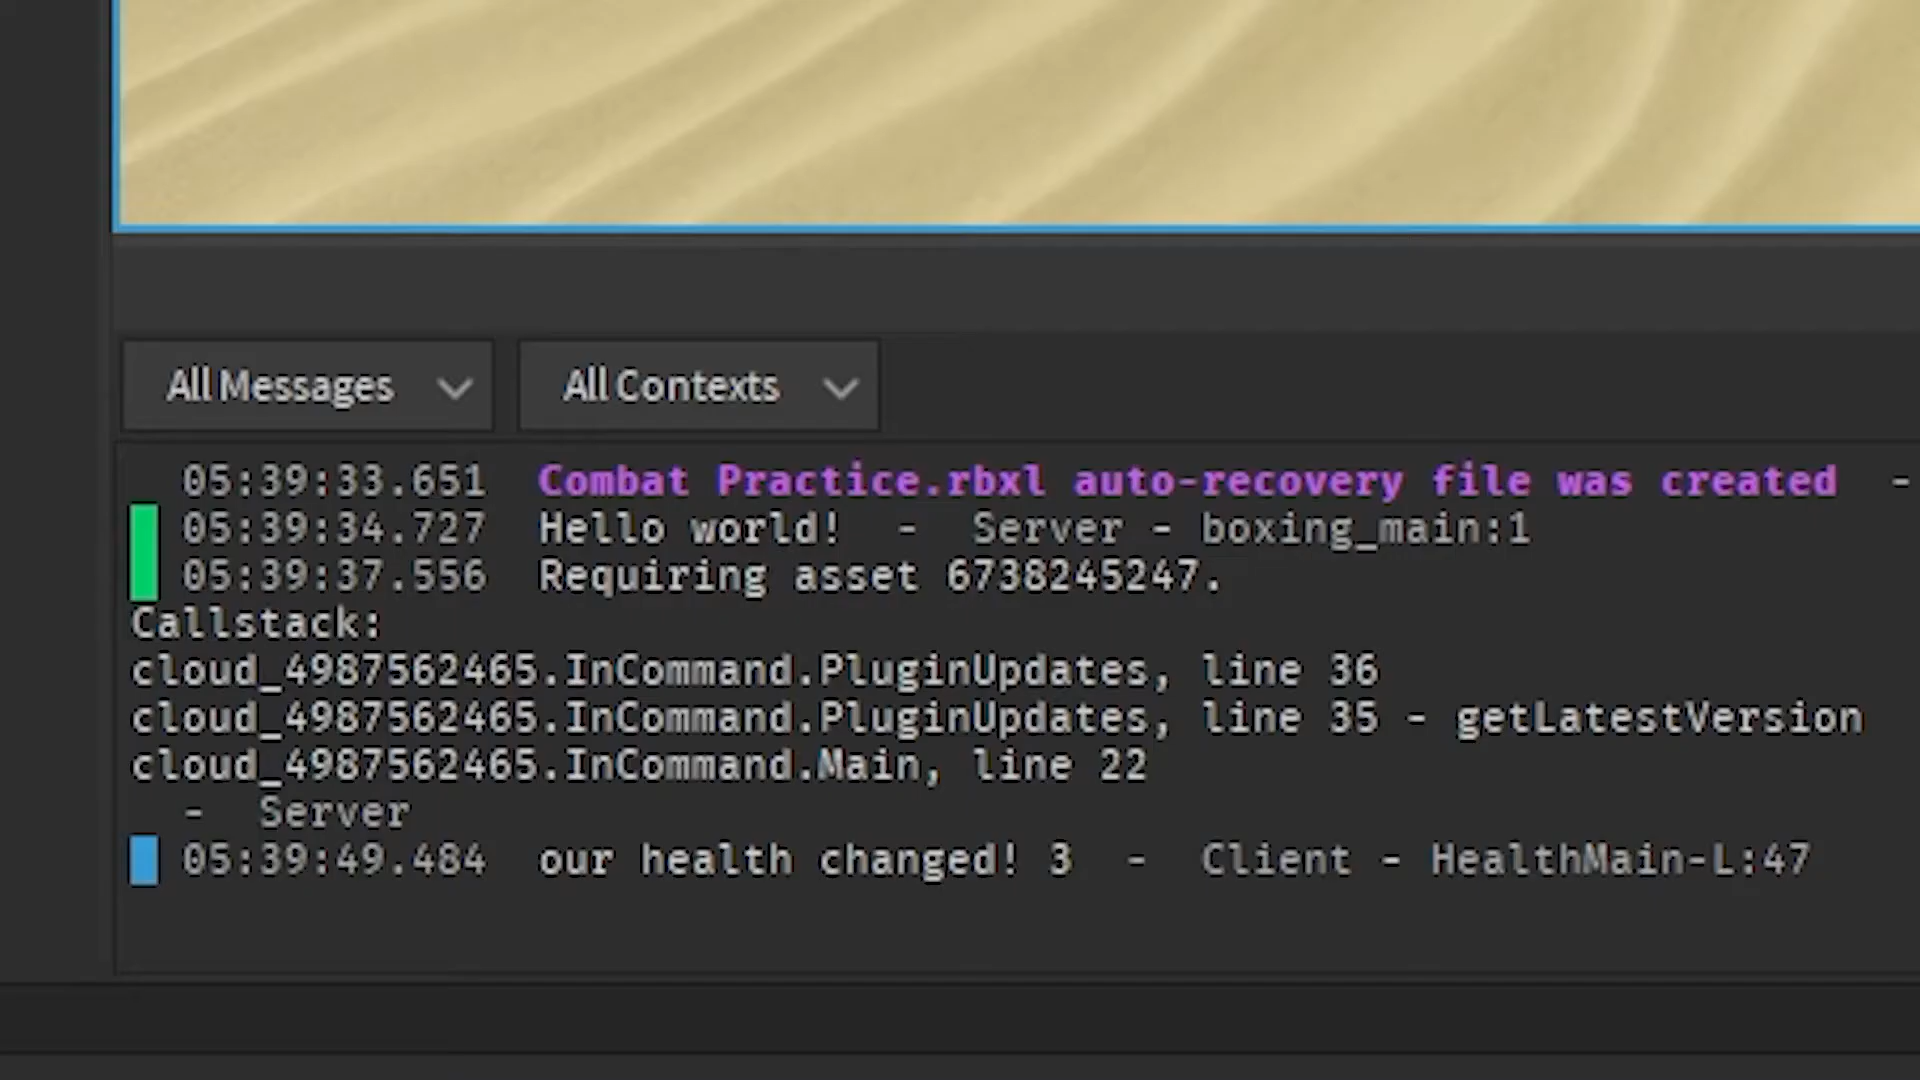 All Messages All Contexts
05:39:33.651 Combat Practice.rbxl auto-recovery file was created -
05:39:34.727 Hello world! - Server - boxing_main:1
05:39:37.556 Requiring asset 6738245247.
Callstack:
cloud_4987562465.InCommand.PluginUpdates, line 36
cloud_4987562465.InCommand.PluginUpdates, line 35 - getLatestVersion
cloud_4987562465.InCommand.Main, line 22
- Server
05:39:49.484 our health changed! 3 - Client - HealthMain-L:47